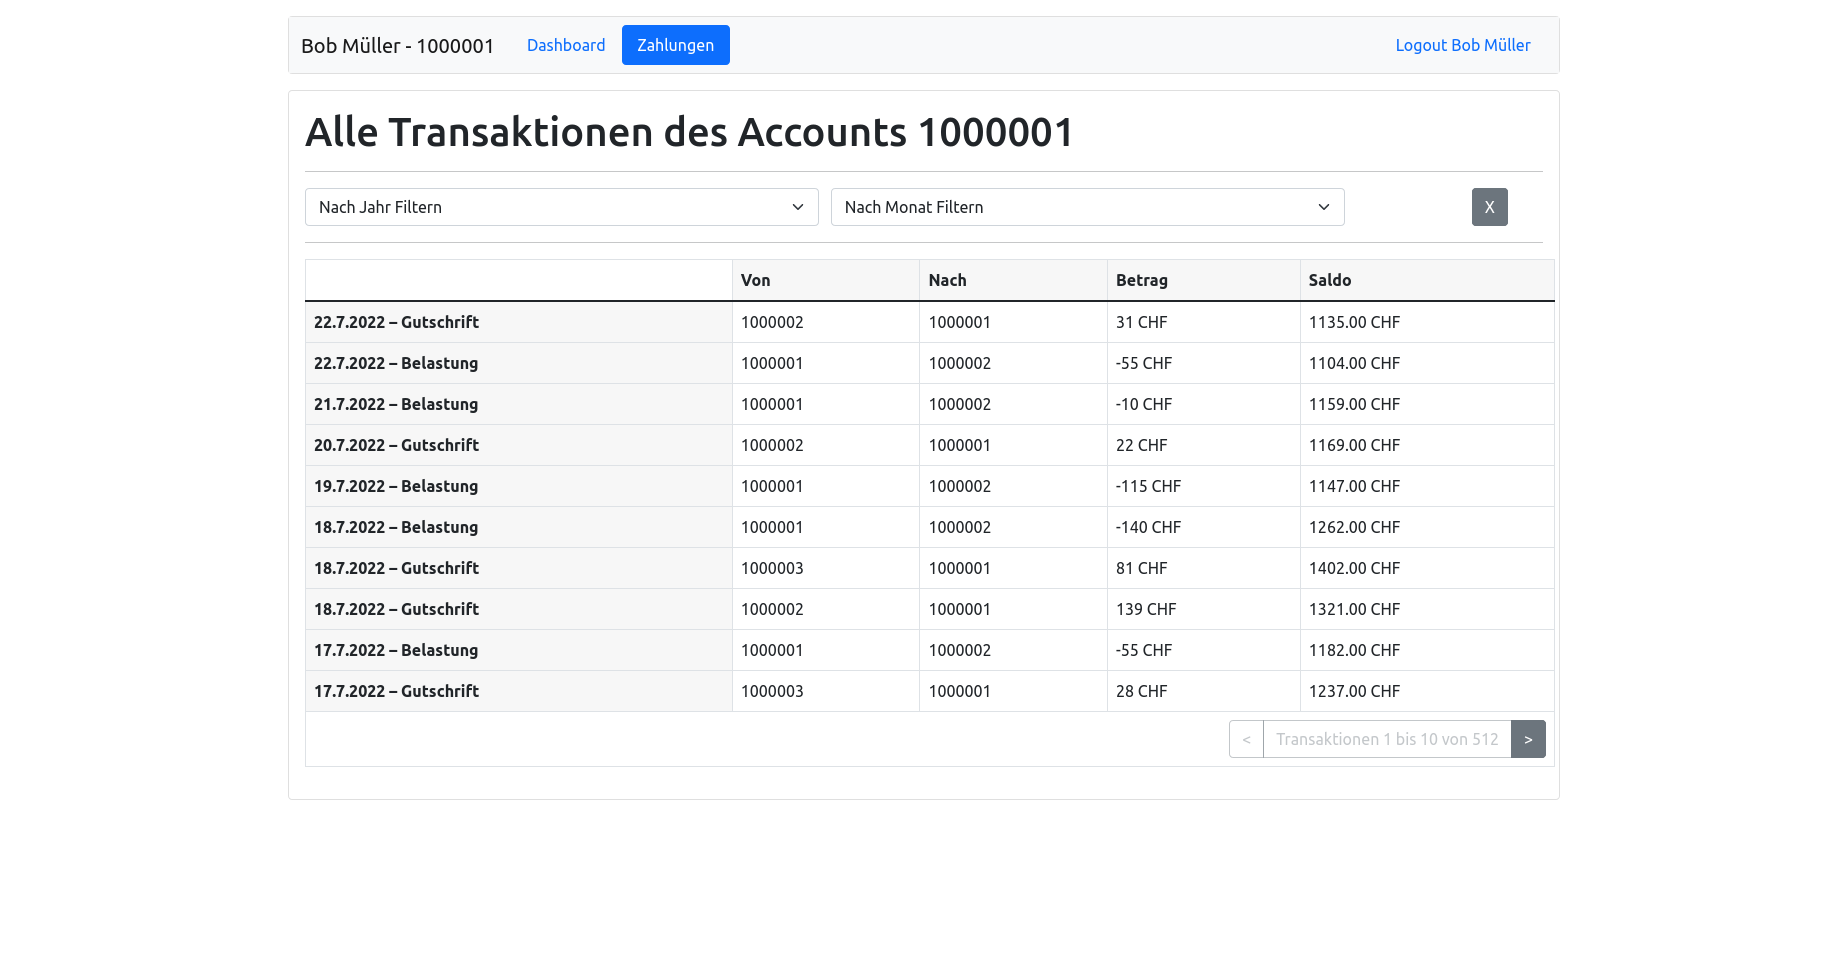 Bob Müller - 1000001 Dashboard Zahlungen Logout Bob Müller
Alle Transaktionen des Accounts 1000001
Nach Jahr Filtern Nach Monat Filtern X
Von Nach Betrag Saldo
22.7.2022 – Gutschrift 1000002 1000001 31 CHF 1135.00 CHF
22.7.2022 – Belastung 1000001 1000002 -55 CHF 1104.00 CHF
21.7.2022 – Belastung 1000001 1000002 -10 CHF 1159.00 CHF
20.7.2022 – Gutschrift 1000002 1000001 22 CHF 1169.00 CHF
19.7.2022 – Belastung 1000001 1000002 -115 CHF 1147.00 CHF
18.7.2022 – Belastung 1000001 1000002 -140 CHF 1262.00 CHF
18.7.2022 – Gutschrift 1000003 1000001 81 CHF 1402.00 CHF
18.7.2022 – Gutschrift 1000002 1000001 139 CHF 1321.00 CHF
17.7.2022 – Belastung 1000001 1000002 -55 CHF 1182.00 CHF
17.7.2022 – Gutschrift 1000003 1000001 28 CHF 1237.00 CHF
< Transaktionen 1 bis 10 von 512 >